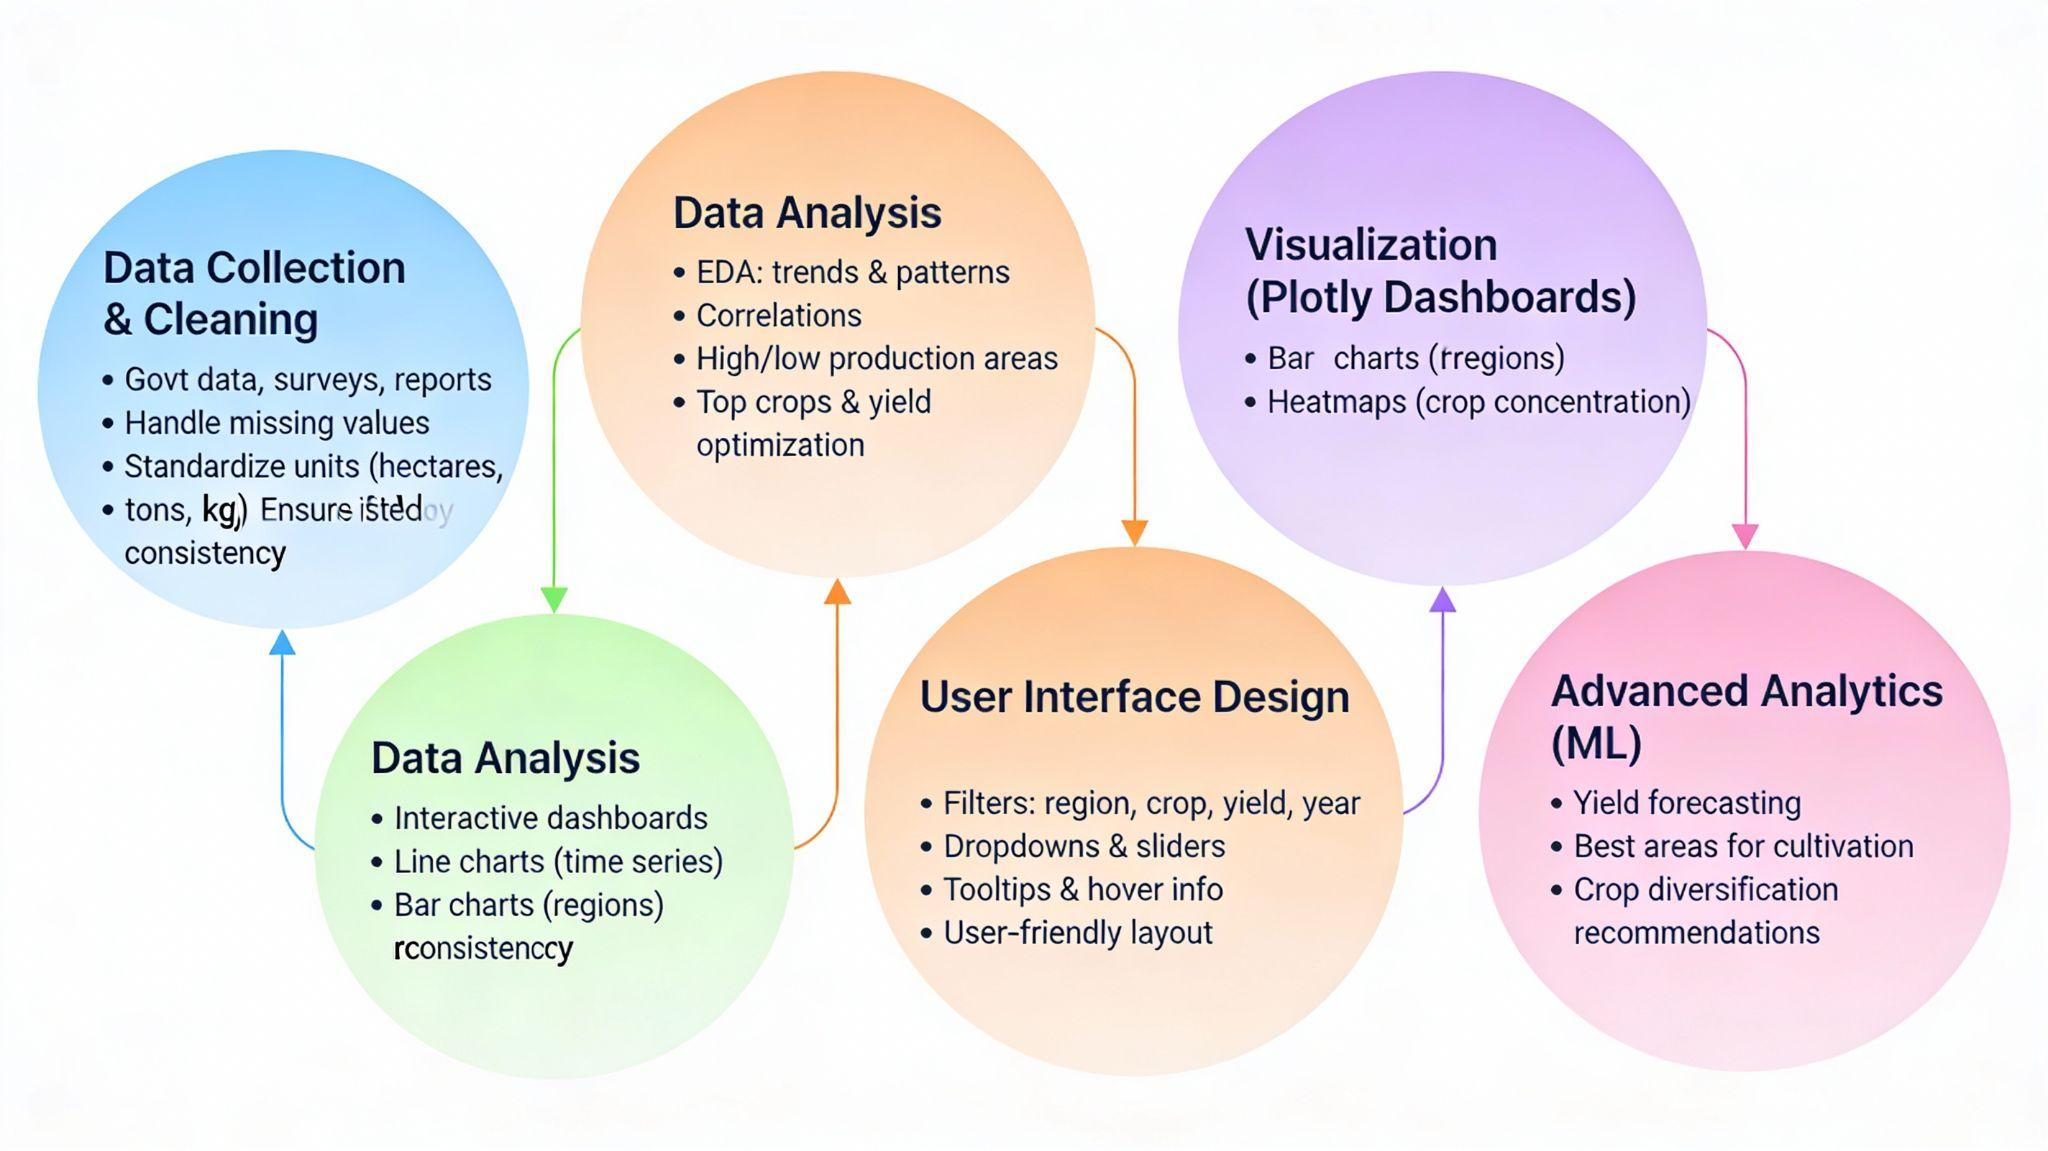 Data Collection
& Cleaning
• Govt data, surveys, reports
• Handle missing values
• Standardize units (hectares,
• tons, kg,) Ensure
consistency
Data Analysis
• EDA: trends & patterns
• Correlations
• High/low production areas
• Top crops & yield
optimization
Visualization
(Plotly Dashboards)
• Bar charts (rregions)
• Heatmaps (crop concentration)
Data Analysis
• Interactive dashboards
• Line charts (time series)
• Bar charts (regions)
rconsistency
User Interface Design
• Filters: region, crop, yield, year
• Dropdowns & sliders
• Tooltips & hover info
• User-friendly layout
Advanced Analytics
(ML)
• Yield forecasting
• Best areas for cultivation
• Crop diversification
recommendations